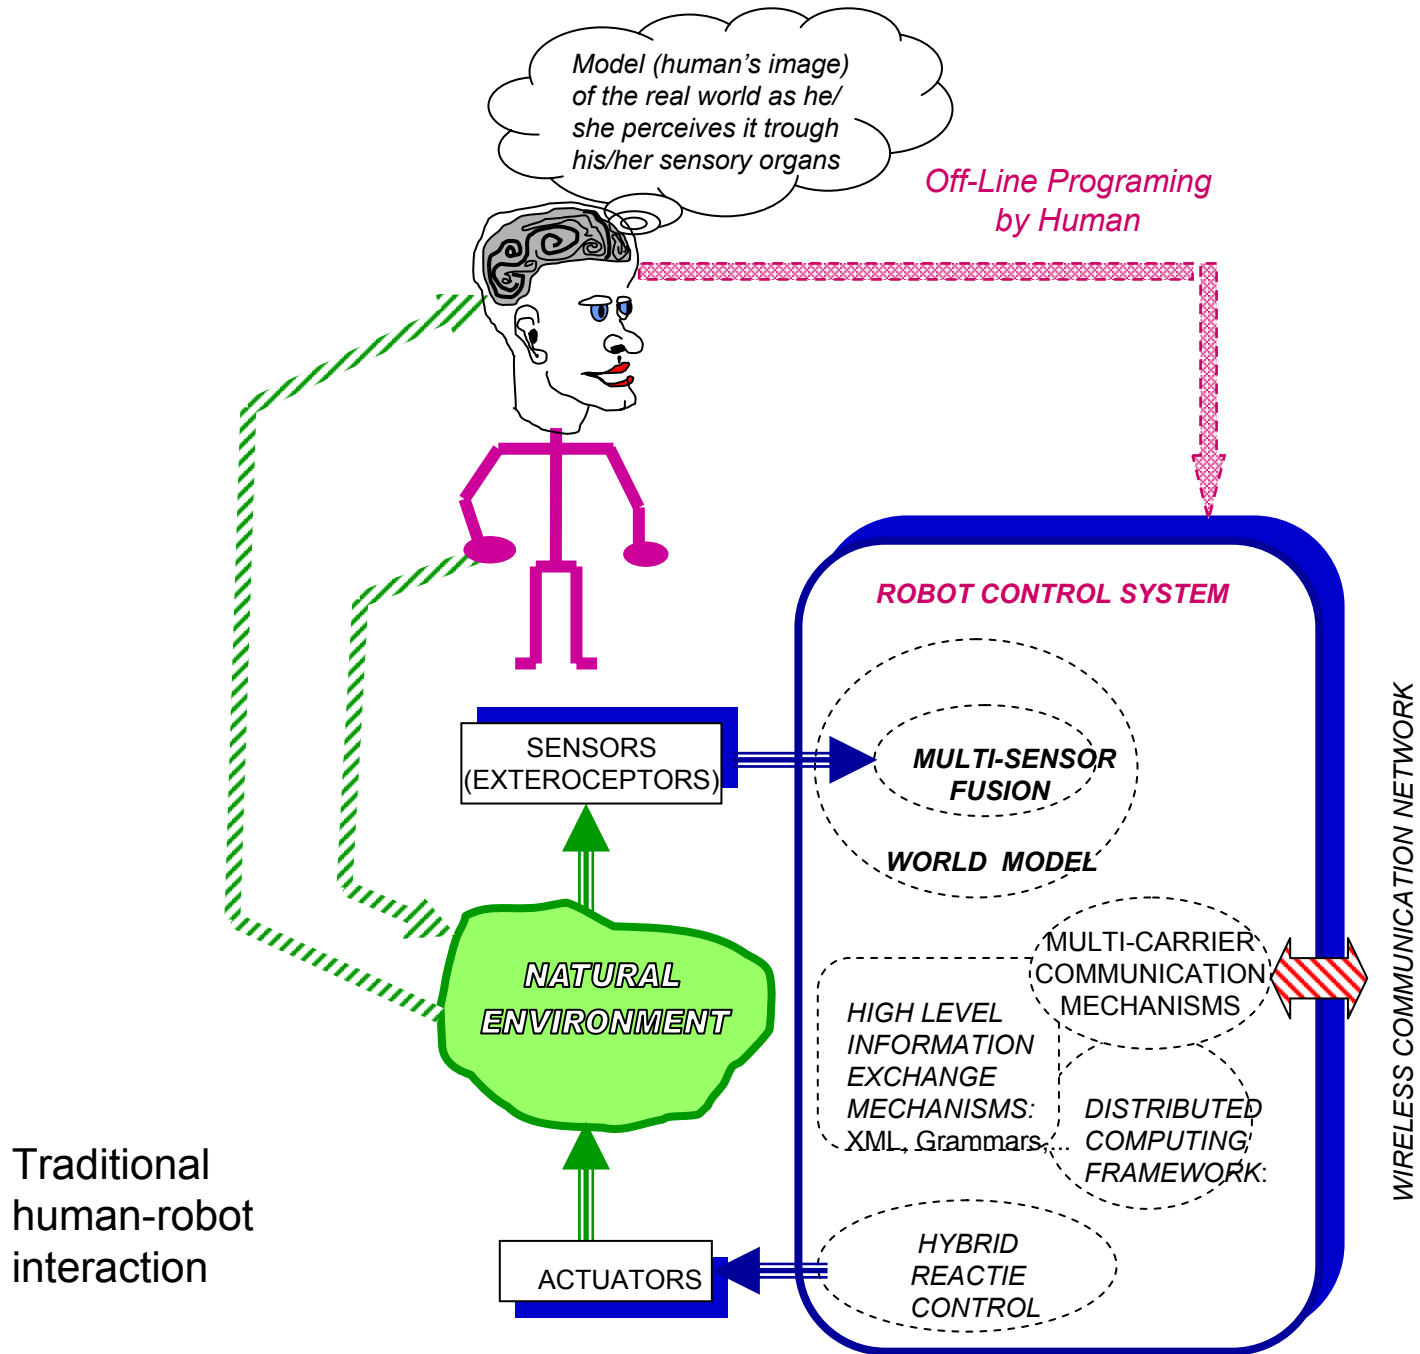 Model (human's image)
of the real world as he/
she perceives it trough
his/her sensory organs
Off-Line Programing
by Human
ROBOT CONTROL SYSTEM
SENSORS
(EXTEROCEPTORS)
MULTI-SENSOR
FUSION
WORLD MODEL
NATURAL
ENVIRONMENT
MULTI-CARRIER
COMMUNICATION
MECHANISMS
HIGH LEVEL
INFORMATION
EXCHANGE
MECHANISMS:
XML, Grammars,...
DISTRIBUTED
COMPUTING
FRAMEWORK:
WIRELESS COMMUNICATION NETWORK
Traditional
human-robot
interaction
ACTUATORS
HYBRID
REACTIE
CONTROL